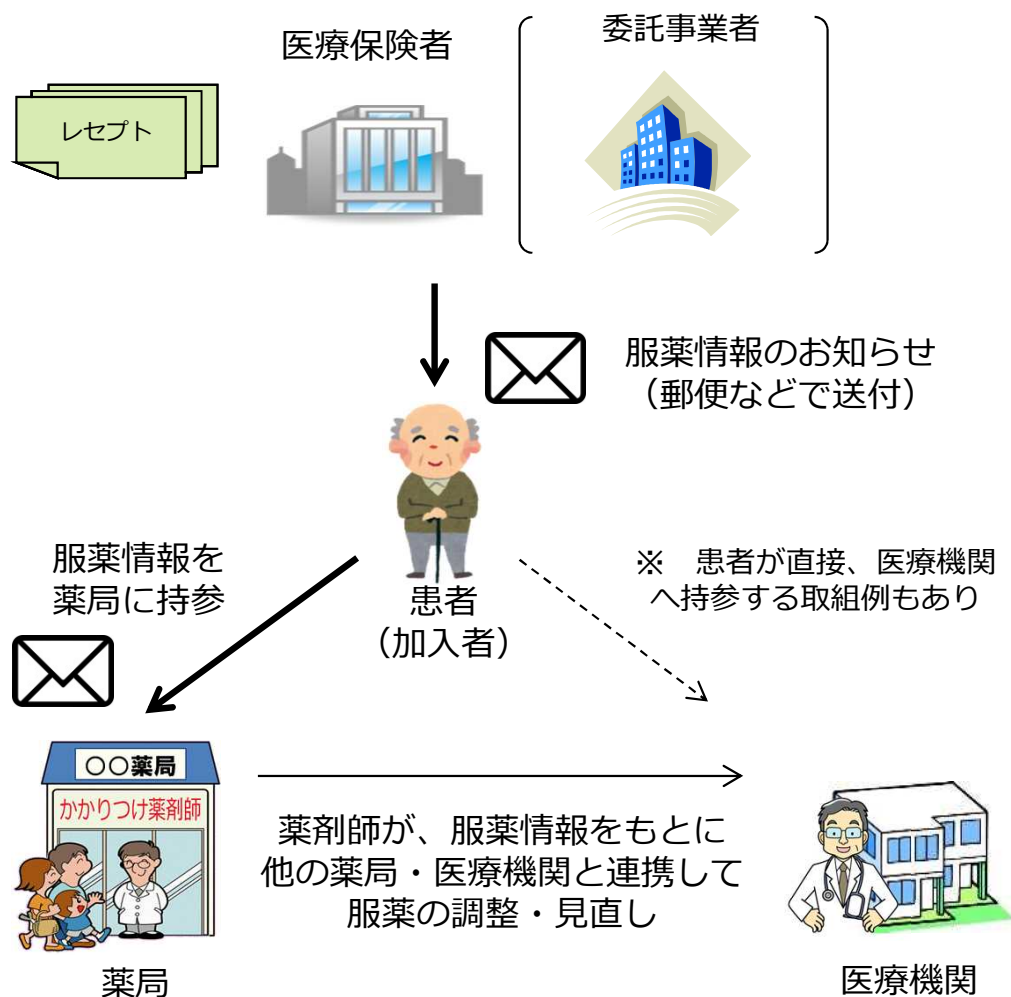 医療保険者
委託事業者
レセプト
服薬情報のお知らせ
（郵便などで送付）
服薬情報を
薬局に持参
※　患者が直接、医療機関
へ持参する取組例もあり
患者
（加入者）
〇〇薬局
かかりつけ薬剤師
薬剤師が、服薬情報をもとに
他の薬局・医療機関と連携して
服薬の調整・見直し
薬局
医療機関